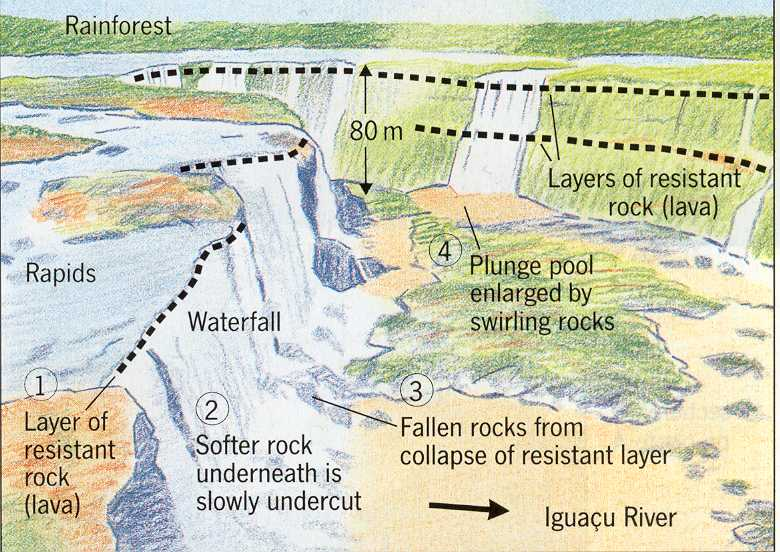 Rainforest
80 m
Layers of resistant
rock (lava)
4
Plunge pool
enlarged by
swirling rocks
Rapids
Waterfall
1
Layer of
resistant
rock
(lava)
2
Softer rock
underneath is
slowly undercut
3
Fallen rocks from
collapse of resistant layer
Iguaçu River